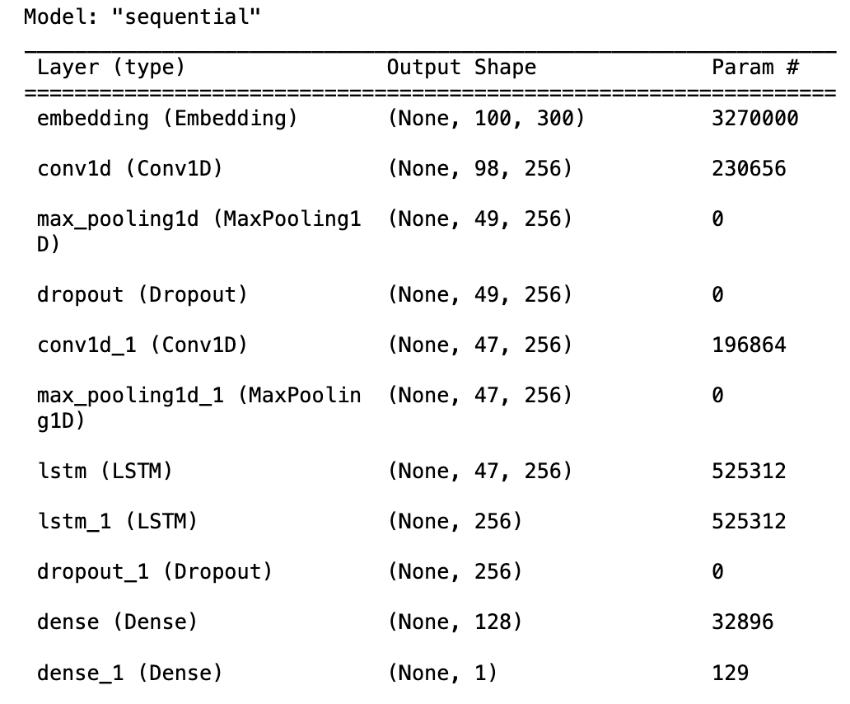 Model: "sequential"
Layer (type) Output Shape Param #
=================================================================
embedding (Embedding) (None, 100, 300) 3270000
conv1d (Conv1D) (None, 98, 256) 230656
max_pooling1d (MaxPooling1 (None, 49, 256) 0
D)
dropout (Dropout) (None, 49, 256) 0
conv1d_1 (Conv1D) (None, 47, 256) 196864
max_pooling1d_1 (MaxPoolin (None, 47, 256) 0
g1D)
lstm (LSTM) (None, 47, 256) 525312
lstm_1 (LSTM) (None, 256) 525312
dropout_1 (Dropout) (None, 256) 0
dense (Dense) (None, 128) 32896
dense_1 (Dense) (None, 1) 129